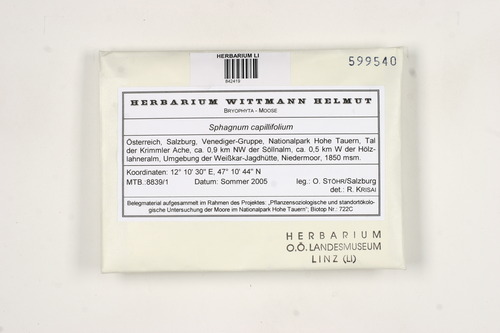 HERBARIUM LI
842419
599540
HERBARIUM WITTMANN HELMUT
BRYOPHYTA - MOOSE
Sphagnum capillifolium
Österreich, Salzburg, Venediger-Gruppe, Nationalpark Hohe Tauern, Tal
der Krimmler Ache, ca. 0,9 km NW der Söllnalm, ca. 0,5 km W der Hölz-
lahneralm, Umgebung der Weißkar-Jagdhütte, Niedermoor, 1850 msm.
Koordinaten: 12° 10' 30" E, 47° 10' 44" N
MTB.:8839/1 Datum: Sommer 2005 leg.: O. STÖHR/Salzburg
det.: R. KRISAI
Belegmaterial aufgesammelt im Rahmen des Projektes: „Pflanzensoziologische und standortökolo-
gische Untersuchung der Moore im Nationalpark Hohe Tauern"; Biotop Nr.: 722C
HERBARIUM
O.Ö. LANDESMUSEUM
LINZ (LI)